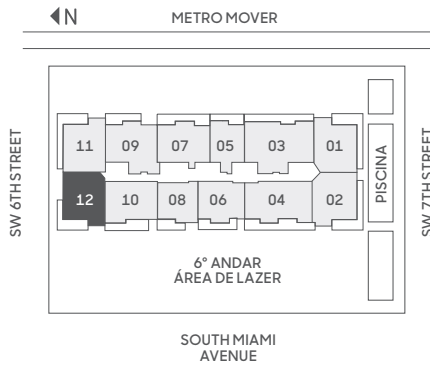 N
METRO MOVER
SW 6TH STREET
11 09 07 05 03 01
12 10 08 06 04 02
PISCINA
SW 7TH STREET
6° ANDAR
ÁREA DE LAZER
SOUTH MIAMI
AVENUE